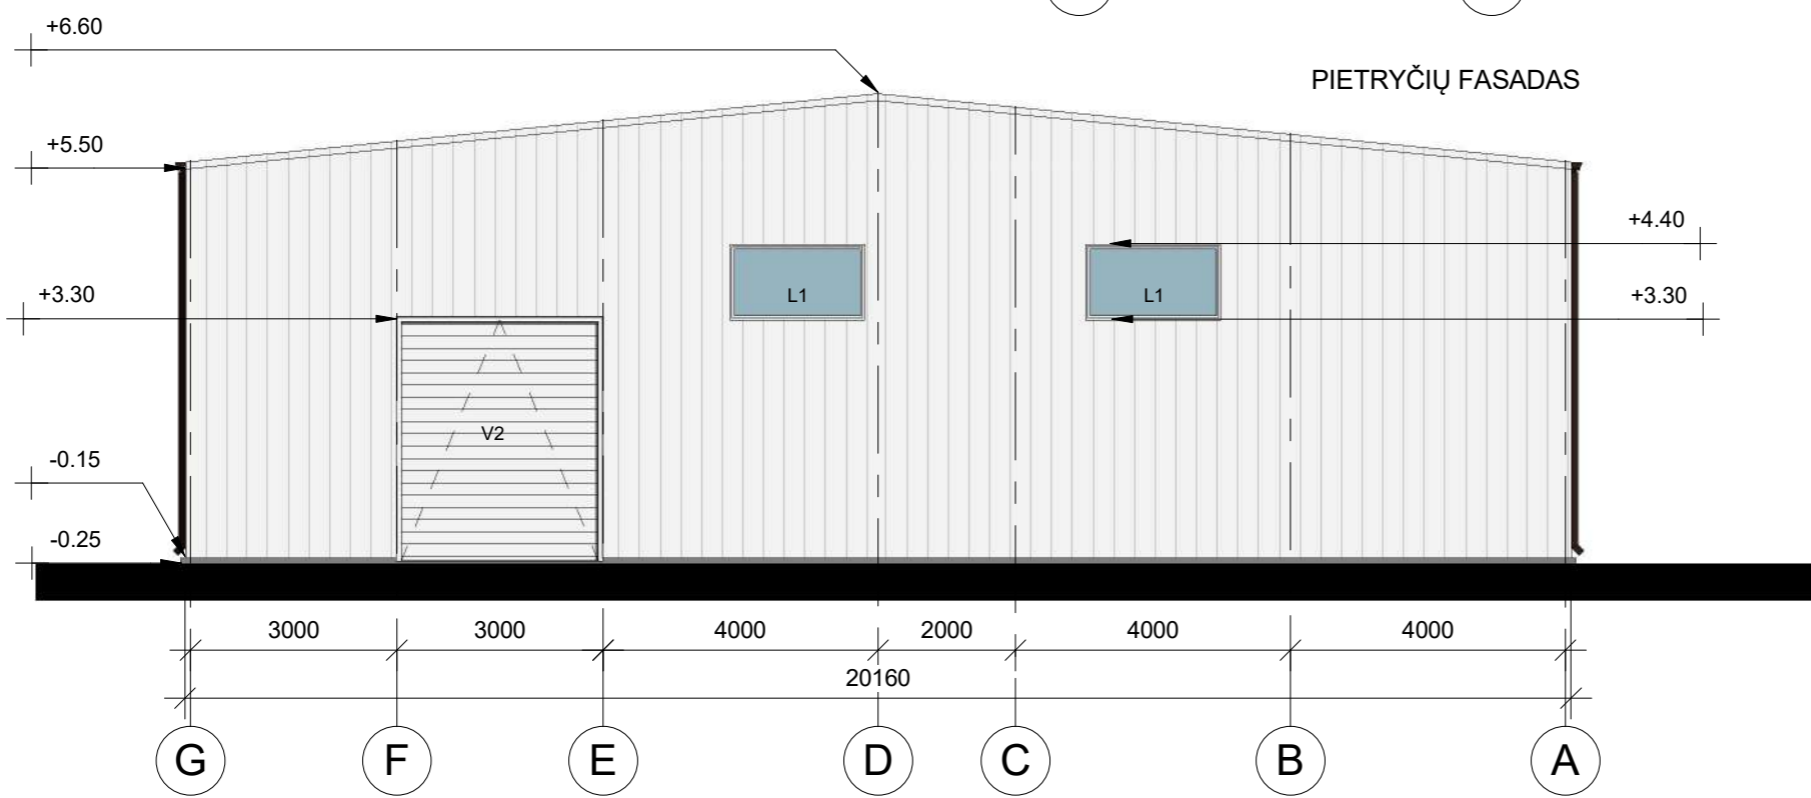 +6.60
PIETRYČIŲ FASADAS
+5.50
+4.40
+3.30
L1
L1
+3.30
V2
-0.15
-0.25
3000
3000
4000
2000
4000
4000
20160
G
F
E
D
C
B
A